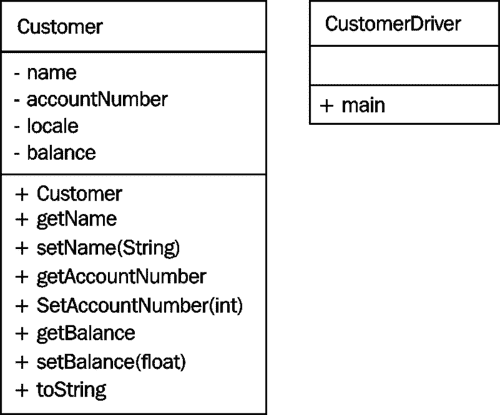 Customer
- name
- accountNumber
- locale
- balance
+ Customer
+ getName
+ setName(String)
+ getAccountNumber
+ SetAccountNumber(int)
+ getBalance
+ setBalance(float)
+ toString
CustomerDriver
+ main